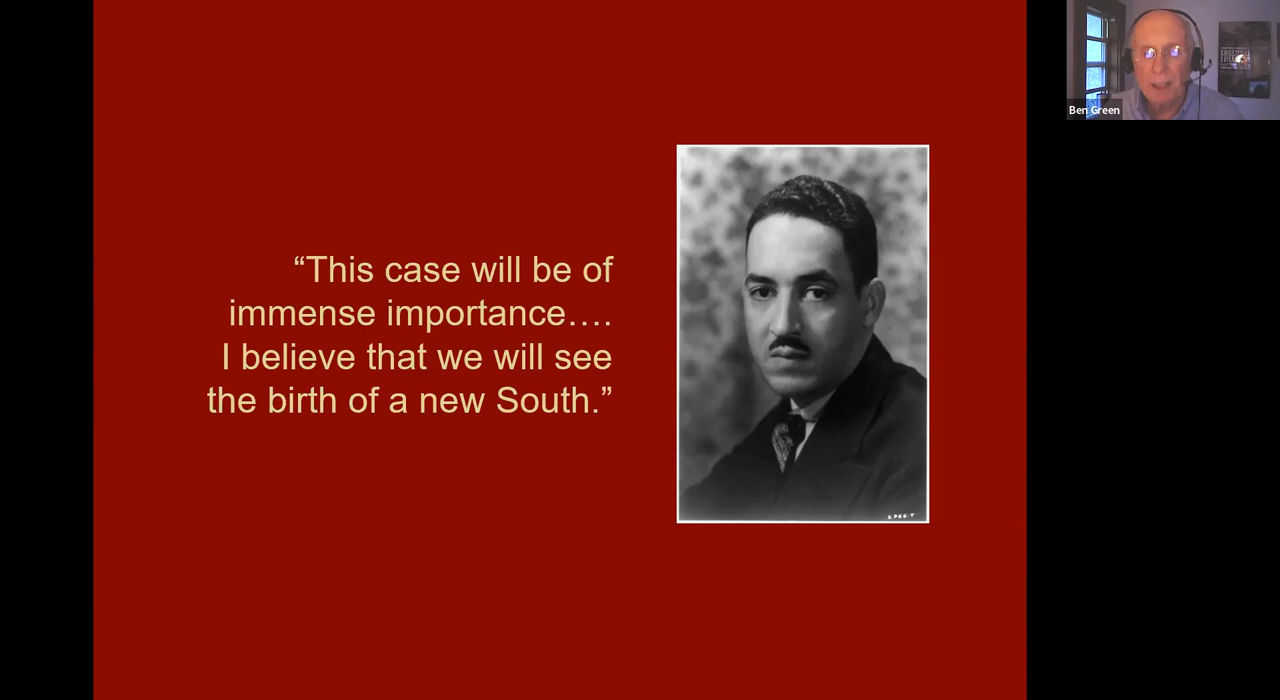 “This case will be of
immense importance….
I believe that we will see
the birth of a new South.”
Ben Green